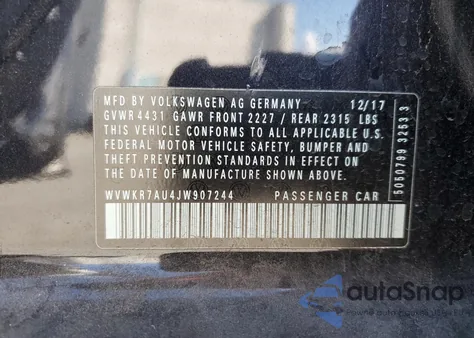 MFD BY VOLKSWAGEN AG GERMANY 12/17
GVWR 4431 GAWR FRONT 2227 / REAR 2315 LBS
THIS VEHICLE CONFORMS TO ALL APPLICABLE U.S.
FEDERAL MOTOR VEHICLE SAFETY, BUMPER AND
THEFT PREVENTION STANDARDS IN EFFECT ON
THE DATE OF MANUFACTURE SHOWN ABOVE.
WVWKR7AU4JW907244 PASSENGER CAR
5050799 3253 3
autoSnap